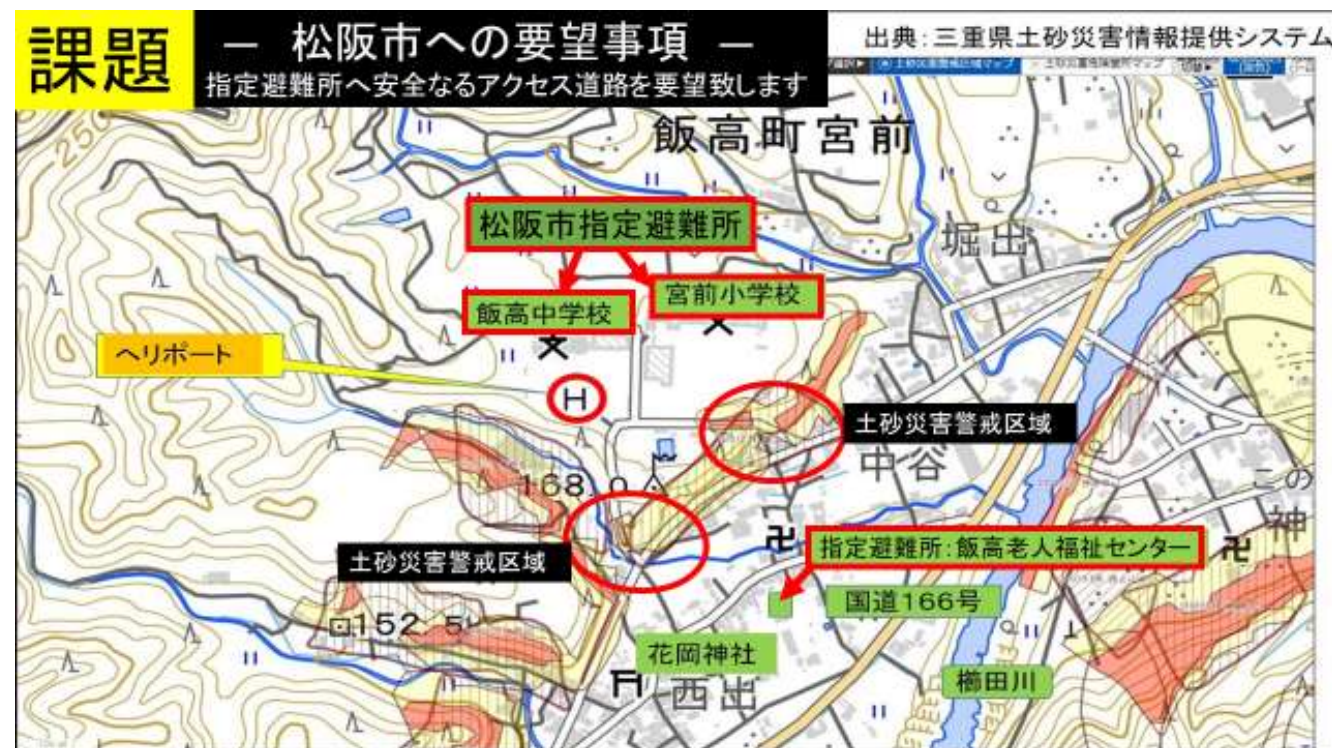 課題
― 松阪市への要望事項 ―
指定避難所へ安全なるアクセス道路を要望致します
出典:三重県土砂災害情報提供システム
飯高町宮前
250
松阪市指定避難所
堀出
飯高中学校
宮前小学校
ヘリポート
H
土砂災害警戒区域
中谷
168.0
この
神
土砂災害警戒区域
指定避難所:飯高老人福祉センター
国道166号
152.5
花岡神社
西出
櫛田川